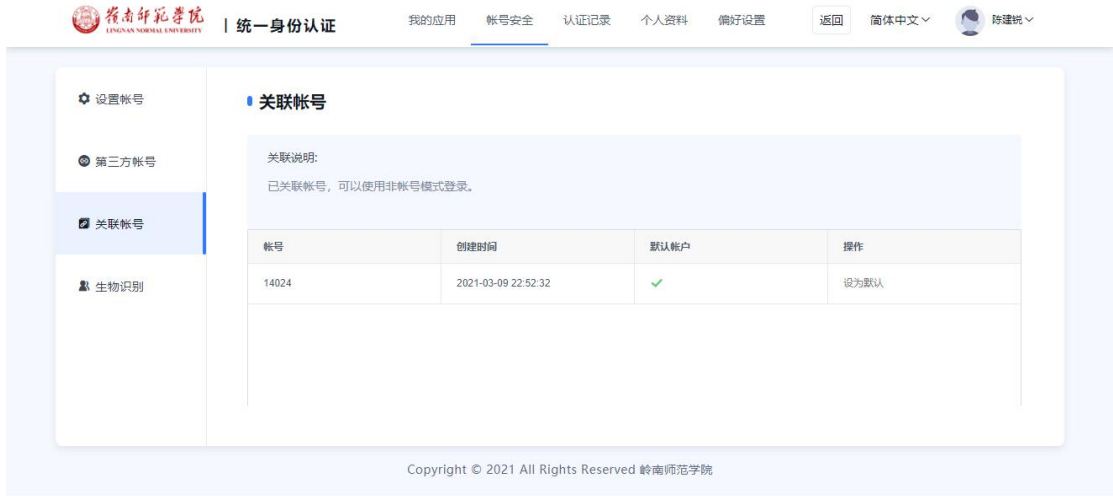 岭南师范学院
LINGNAN NORMAL UNIVERSITY
| 统一身份认证
我的应用 帐号安全 认证记录 个人资料 偏好设置 返回 简体中文 陈建锐
设置帐号
第三方帐号
关联帐号
生物识别
关联帐号
关联说明:
已关联帐号，可以使用非帐号模式登录。
帐号 创建时间 默认帐户 操作
14024 2021-03-09 22:52:32 设为默认
Copyright © 2021 All Rights Reserved 岭南师范学院